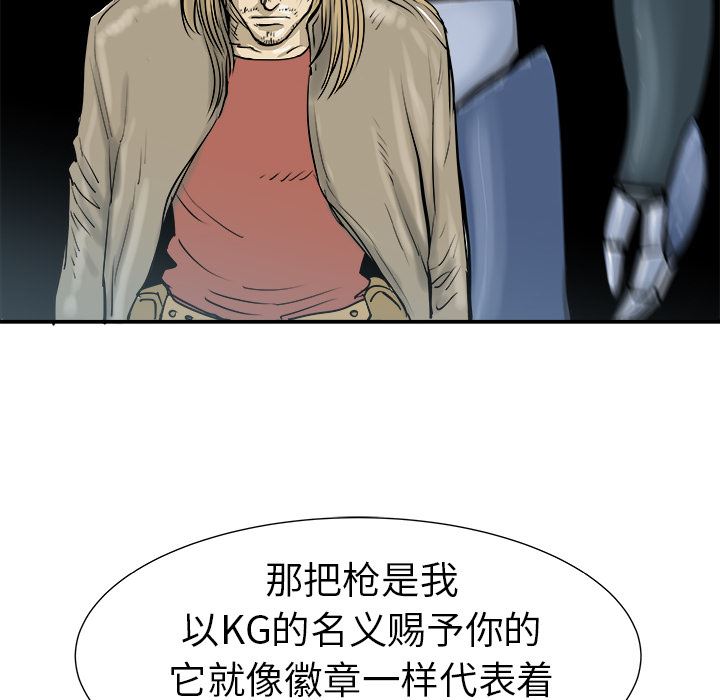 那把枪是我
以KG的名义赐予你的
它就像徽章一样代表着